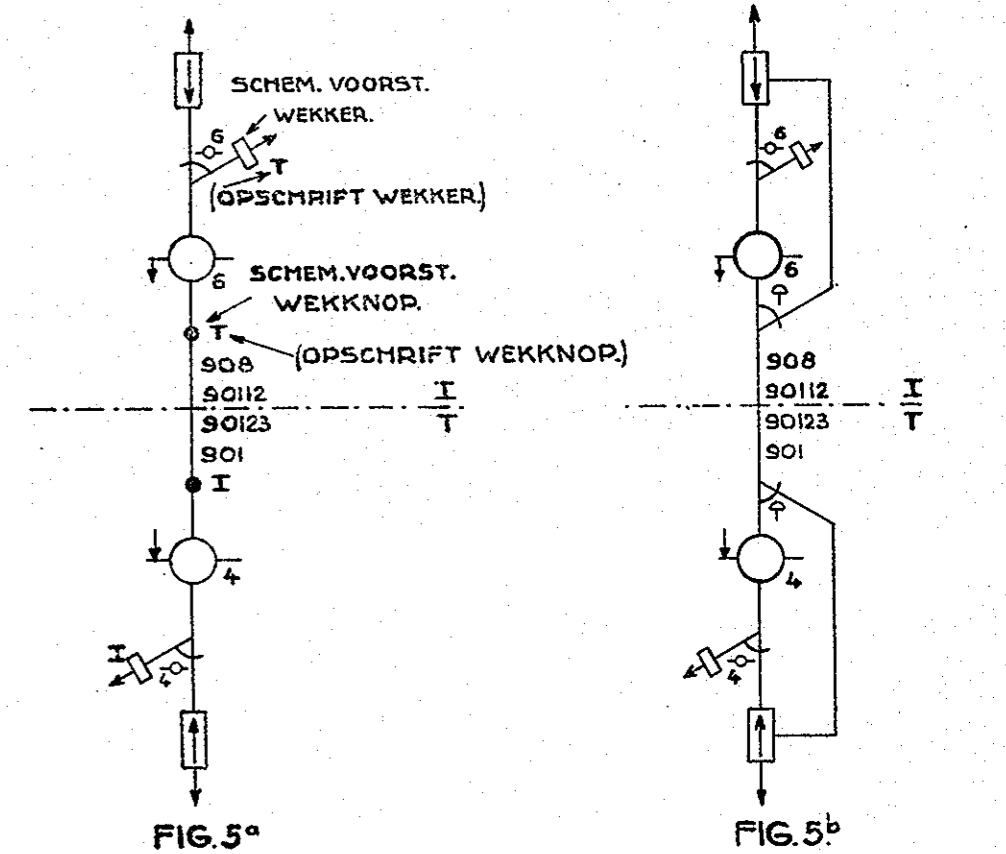 SCHEM. VOORST.
WEKKER.
6
T
(OPSCHRIFT WEKKER.)
6
SCHEM. VOORST.
WEKKNOP.
T
(OPSCHRIFT WEKKNOP.)
908
90112
I
T
90123
901
I
4
I
4
FIG. 5a
6
6
908
90112
I
T
90123
901
4
4
FIG. 5b.